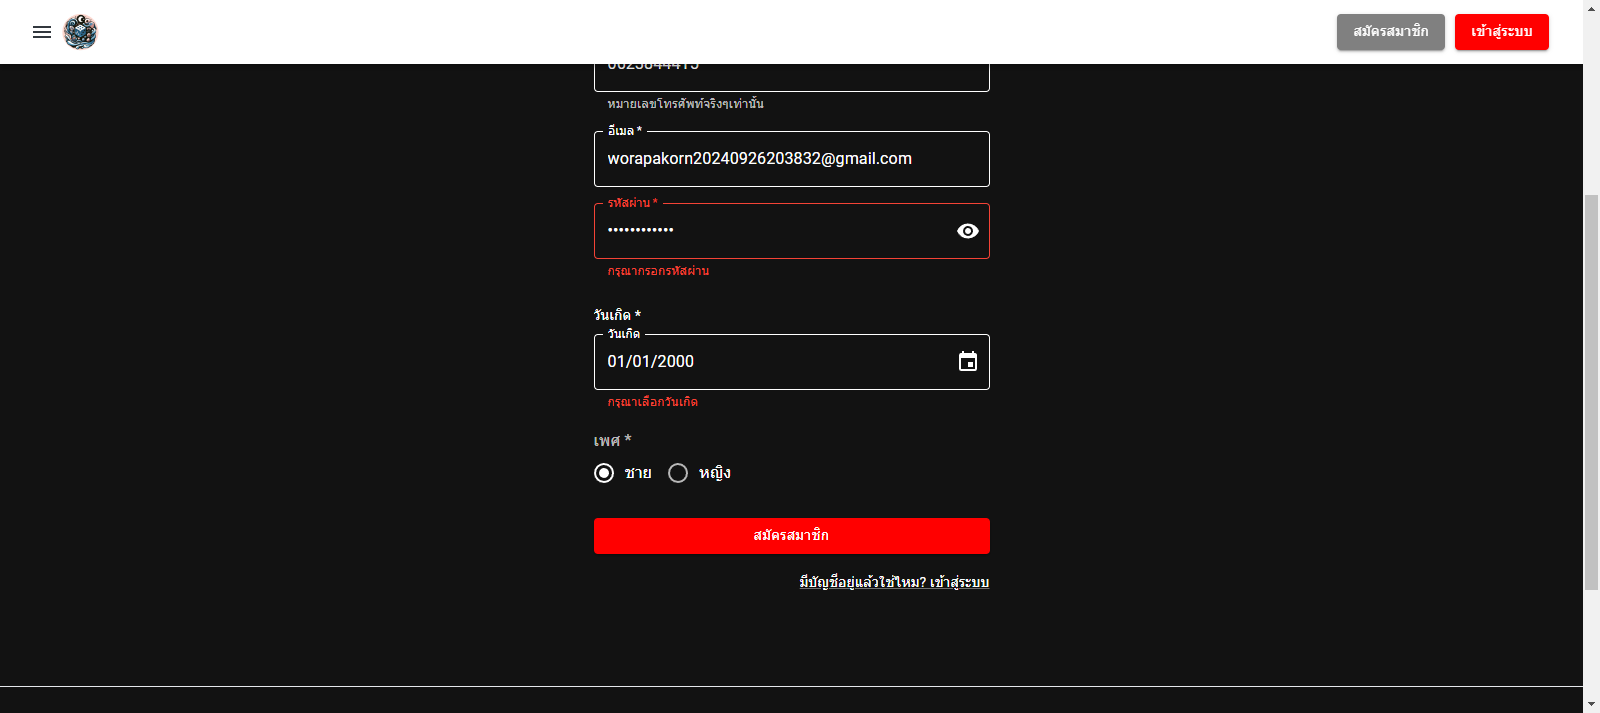 สมัครสมาชิก
เข้าสู่ระบบ
หมายเลขโทรศัพท์จริงๆเท่านั้น
อีเมล *
worapakorn20240926203832@gmail.com
รหัสผ่าน *
••••••••••••
กรุณากรอกรหัสผ่าน
วันเกิด *
วันเกิด
01/01/2000
กรุณาเลือกวันเกิด
เพศ *
ชาย หญิง
สมัครสมาชิก
มีบัญชีอยู่แล้วใช่ไหม? เข้าสู่ระบบ